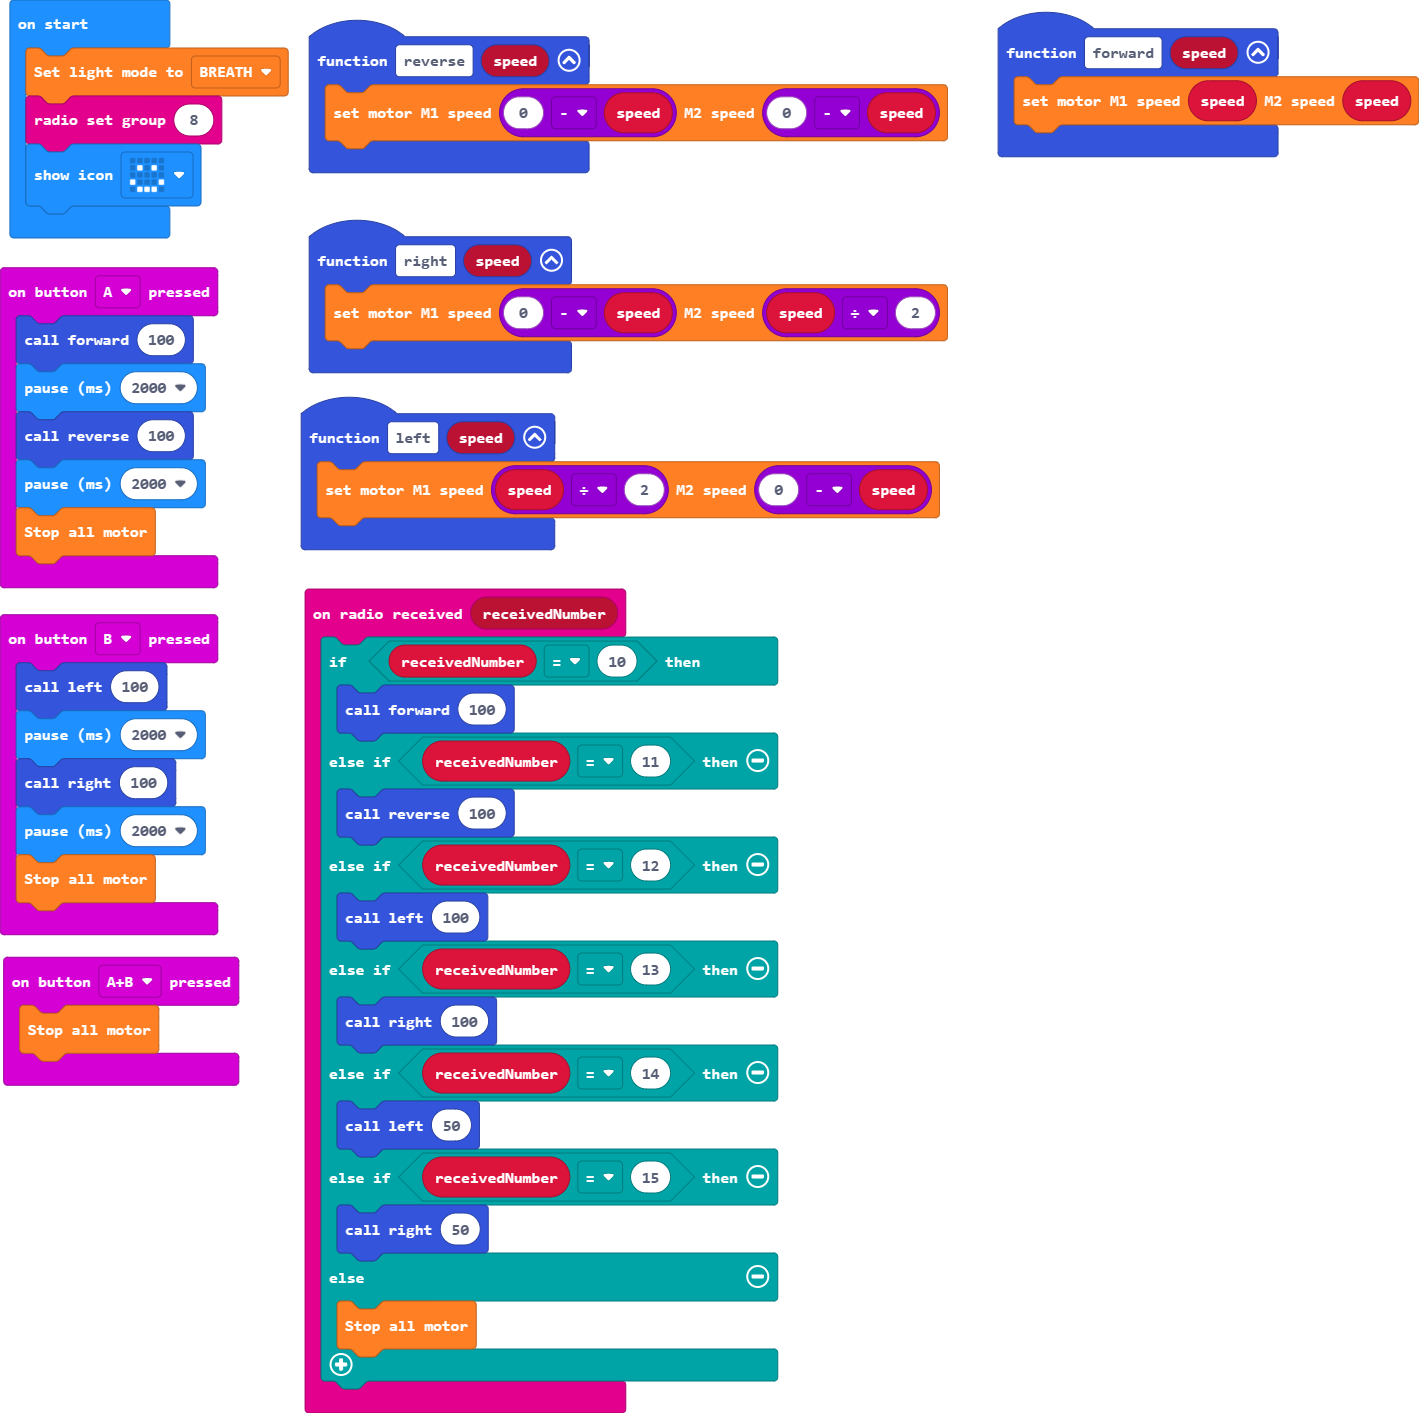 on start
Set light mode to BREATH
radio set group 8
show icon
on button A pressed
call forward 100
pause (ms) 2000
call reverse 100
pause (ms) 2000
Stop all motor
on button B pressed
call left 100
pause (ms) 2000
call right 100
pause (ms) 2000
Stop all motor
on button A+B pressed
Stop all motor
function reverse speed
set motor M1 speed 0 - speed M2 speed 0 - speed
function right speed
set motor M1 speed 0 - speed M2 speed speed ÷ 2
function left speed
set motor M1 speed speed ÷ 2 M2 speed 0 - speed
on radio received receivedNumber
if receivedNumber = 10 then
call forward 100
else if receivedNumber = 11 then
call reverse 100
else if receivedNumber = 12 then
call left 100
else if receivedNumber = 13 then
call right 100
else if receivedNumber = 14 then
call left 50
else if receivedNumber = 15 then
call right 50
else
Stop all motor
function forward speed
set motor M1 speed speed M2 speed speed